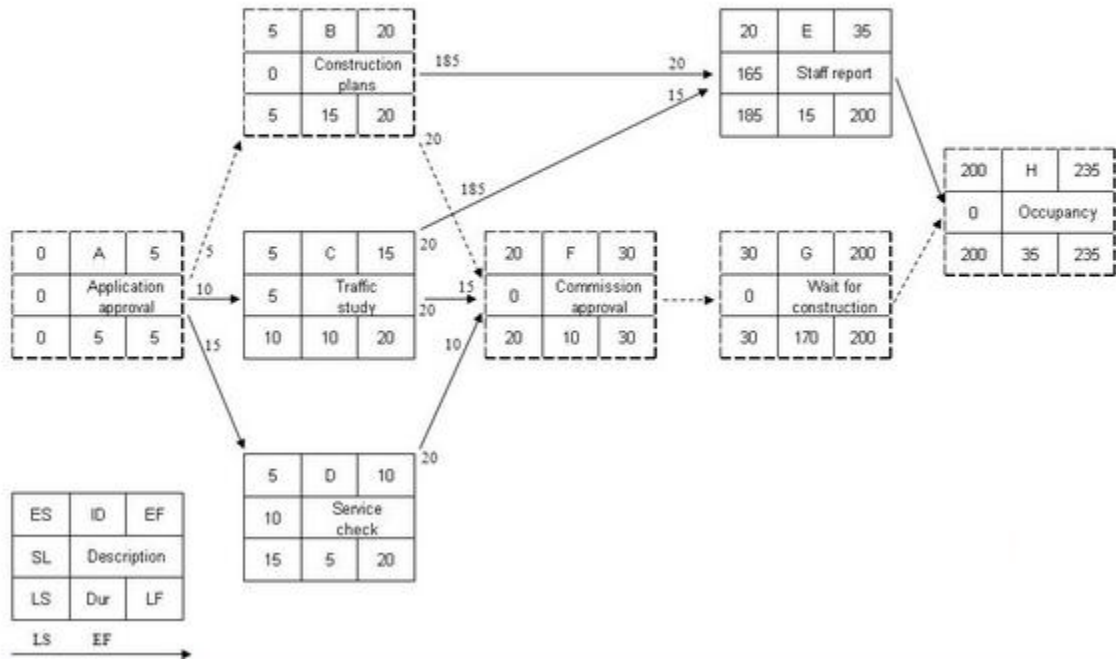 5 B 20
0 Construction plans
5 15 20
20 E 35
165 Staff report
185 15 200
185
20
15
20
185
20
200 H 235
0 Occupancy
200 35 235
0 A 5
0 Application approval
0 5 5
5
10
15
5 C 15
5 Traffic study
10 10 20
15
20
10
20 F 30
0 Commission approval
20 10 30
30 G 200
0 Wait for construction
30 170 200
20
5 D 10
10 Service check
15 5 20
ES ID EF
SL Description
LS Dur LF
LS EF